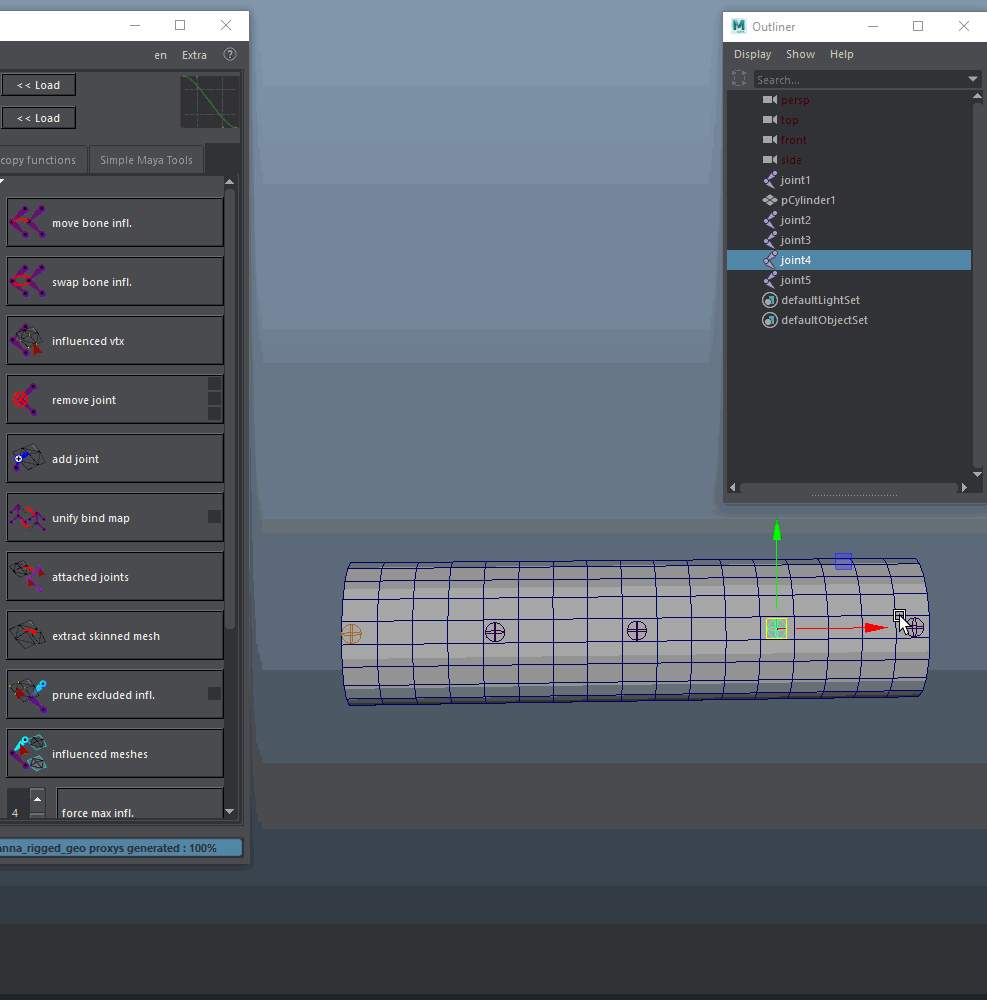 en Extra ?
<< Load
<< Load
copy functions
Simple Maya Tools
move bone infl.
swap bone infl.
influenced vtx
remove joint
add joint
unify bind map
attached joints
extract skinned mesh
prune excluded infl.
influenced meshes
4
force max infl.
anna_rigged_geo proxys generated : 100%
M Outliner
Display Show Help
Search...
persp
top
front
side
joint1
pCylinder1
joint2
joint3
joint4
joint5
defaultLightSet
defaultObjectSet